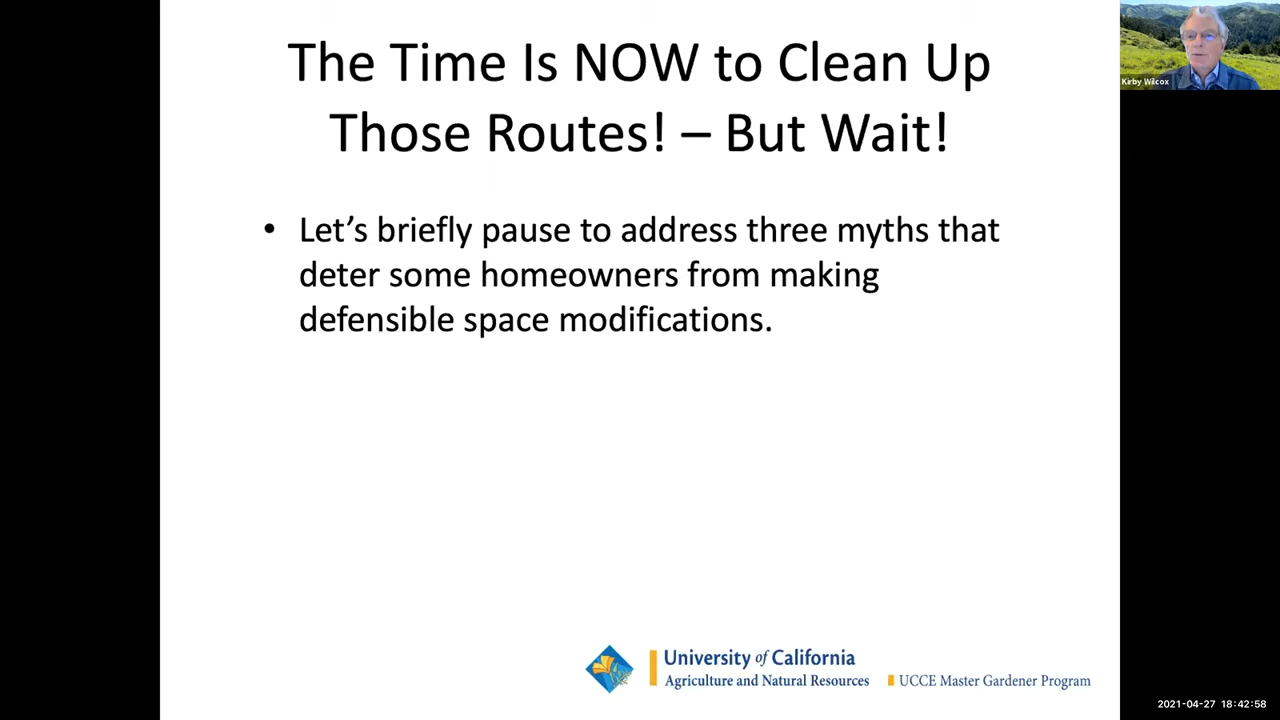 The Time Is NOW to Clean Up
Those Routes! – But Wait!
Kirby Wilcox
• Let’s briefly pause to address three myths that
deter some homeowners from making
defensible space modifications.
University of California
Agriculture and Natural Resources
UCCE Master Gardener Program
2021-04-27 18:42:58